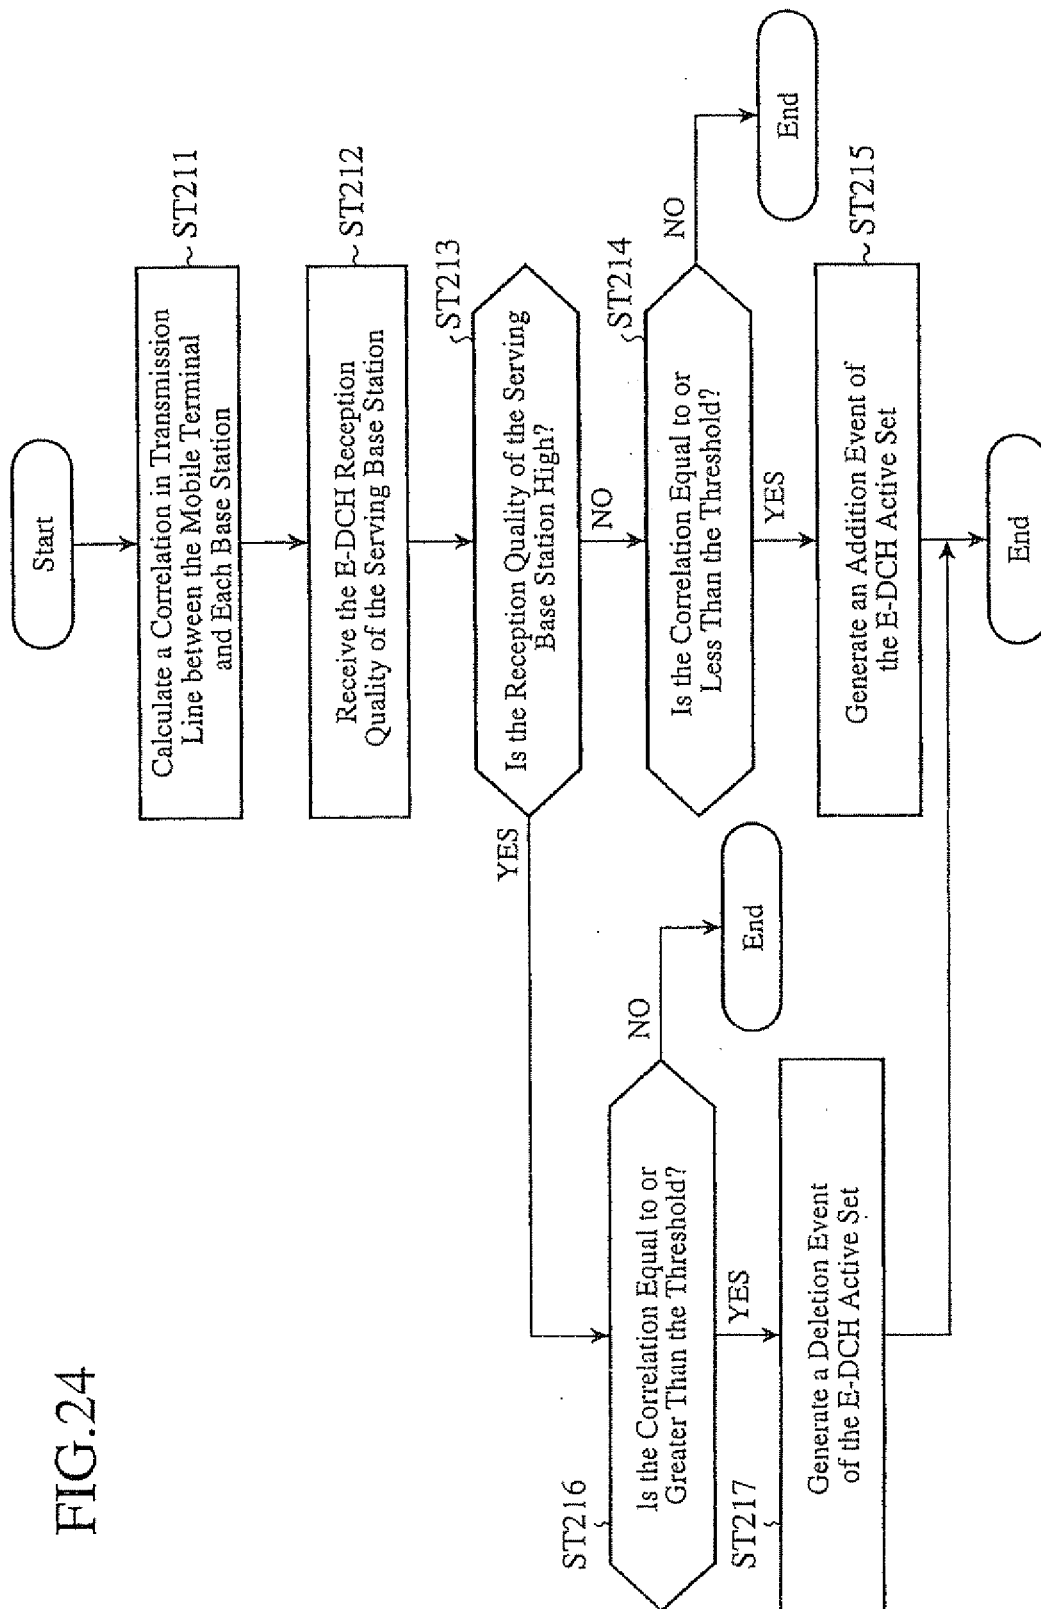 FIG.24
Start
Calculate a Correlation in Transmission
Line between the Mobile Terminal
and Each Base Station
ST211
Receive the E-DCH Reception
Quality of the Serving Base Station
ST212
Is the Reception Quality of the Serving
Base Station High?
ST213
YES
NO
Is the Correlation Equal to or
Less Than the Threshold?
ST214
NO
End
YES
Generate an Addition Event of
the E-DCH Active Set
ST215
ST216
Is the Correlation Equal to or
Greater Than the Threshold?
NO
End
YES
ST217
Generate a Deletion Event
of the E-DCH Active Set
End